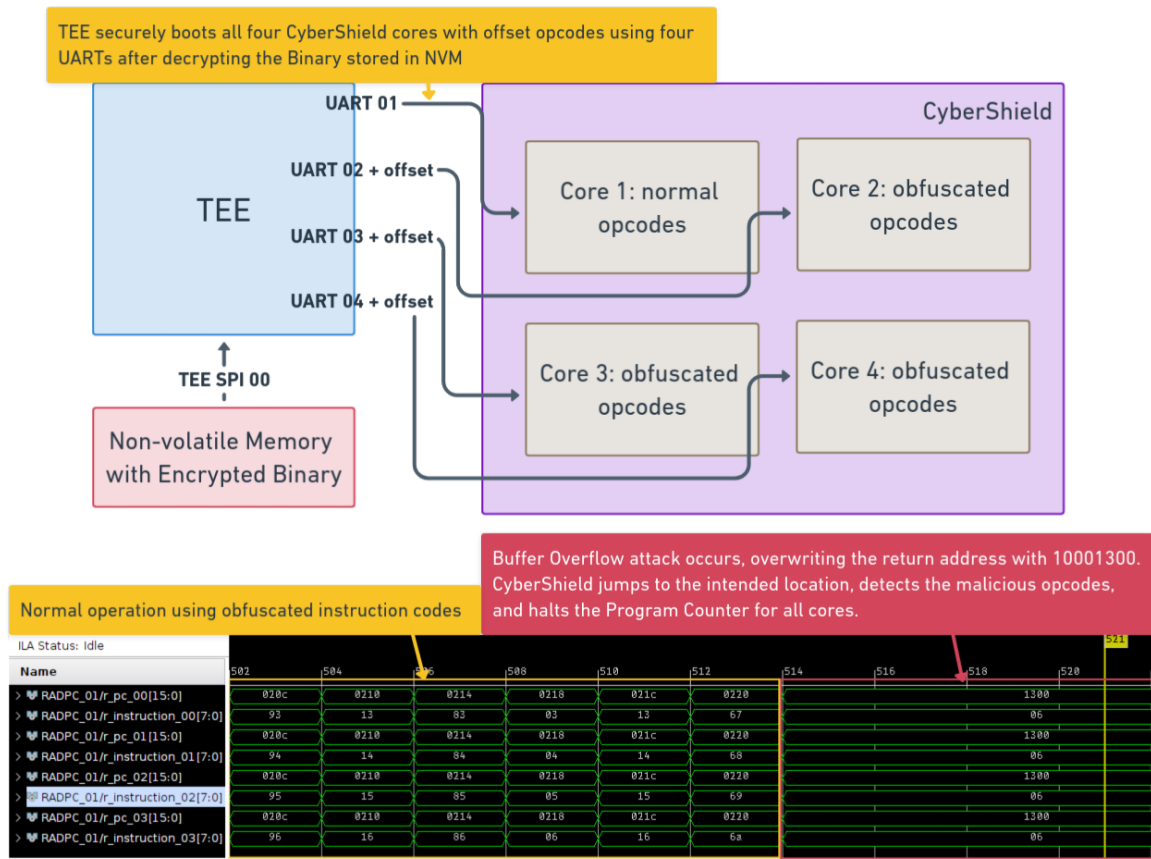 TEE securely boots all four CyberShield cores with offset opcodes using four
UARTs after decrypting the Binary stored in NVM
UART 01
CyberShield
TEE
UART 02 + offset
UART 03 + offset
UART 04 + offset
Core 1: normal
opcodes
Core 2: obfuscated
opcodes
Core 3: obfuscated
opcodes
Core 4: obfuscated
opcodes
TEE SPI 00
Non-volatile Memory
with Encrypted Binary
Buffer Overflow attack occurs, overwriting the return address with 10001300.
CyberShield jumps to the intended location, detects the malicious opcodes,
and halts the Program Counter for all cores.
Normal operation using obfuscated instruction codes
ILA Status: Idle
521
Name 502 504 506 508 510 512 514 516 518 520
RADPC_01/r_pc_00[15:0] 020c 0210 0214 0218 021c 0220 1300
RADPC_01/r_instruction_00[7:0] 93 13 83 03 13 67 06
RADPC_01/r_pc_01[15:0] 020c 0210 0214 0218 021c 0220 1300
RADPC_01/r_instruction_01[7:0] 94 14 84 04 14 68 06
RADPC_01/r_pc_02[15:0] 020c 0210 0214 0218 021c 0220 1300
RADPC_01/r_instruction_02[7:0] 95 15 85 05 15 69 06
RADPC_01/r_pc_03[15:0] 020c 0210 0214 0218 021c 0220 1300
RADPC_01/r_instruction_03[7:0] 96 16 86 06 16 6a 06